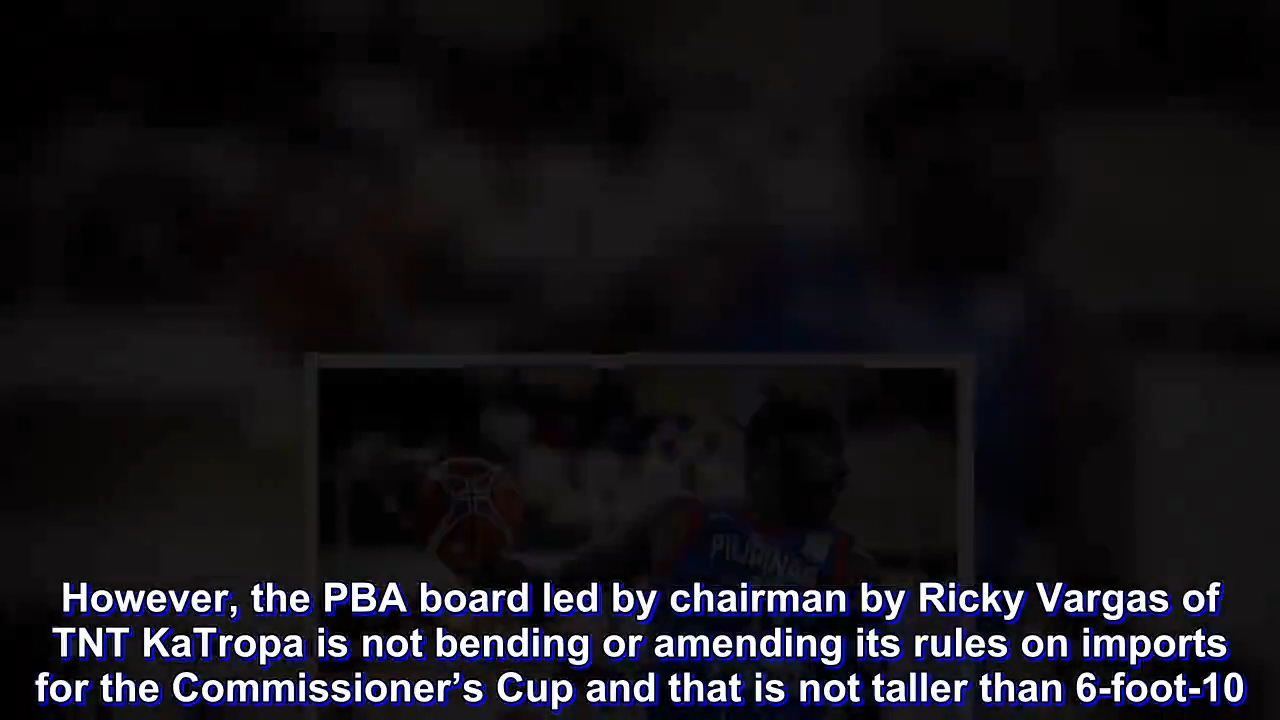 PILIPINAS
However, the PBA board led by chairman by Ricky Vargas of
TNT KaTropa is not bending or amending its rules on imports
for the Commissioner’s Cup and that is not taller than 6-foot-10